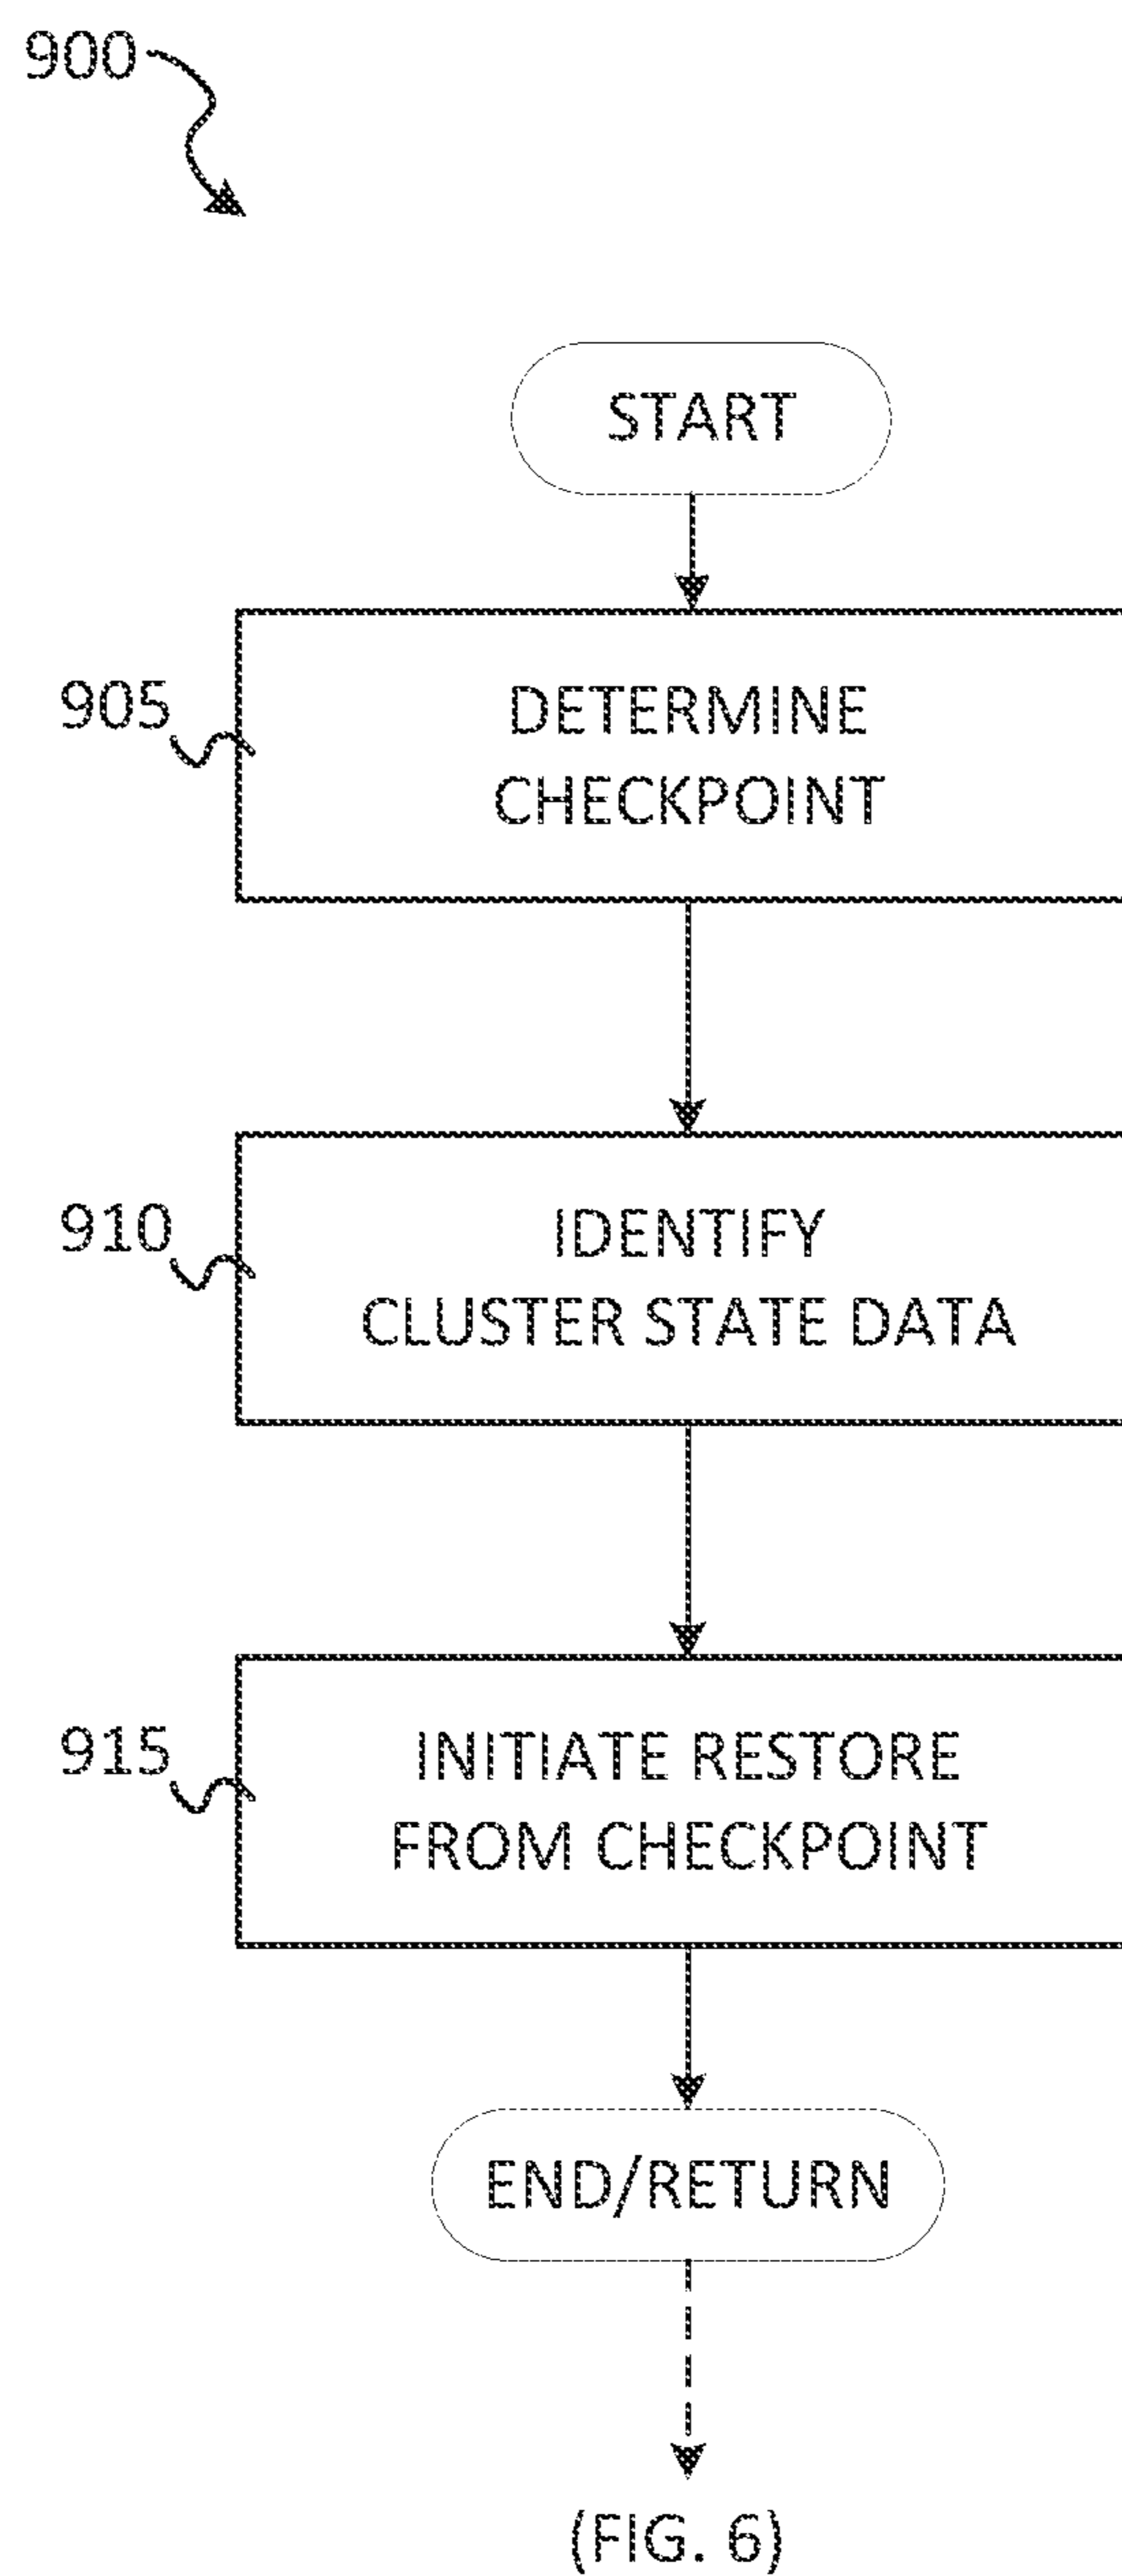 900
START
905
DETERMINE
CHECKPOINT
910
IDENTIFY
CLUSTER STATE DATA
915
INITIATE RESTORE
FROM CHECKPOINT
END/RETURN
(FIG. 6)